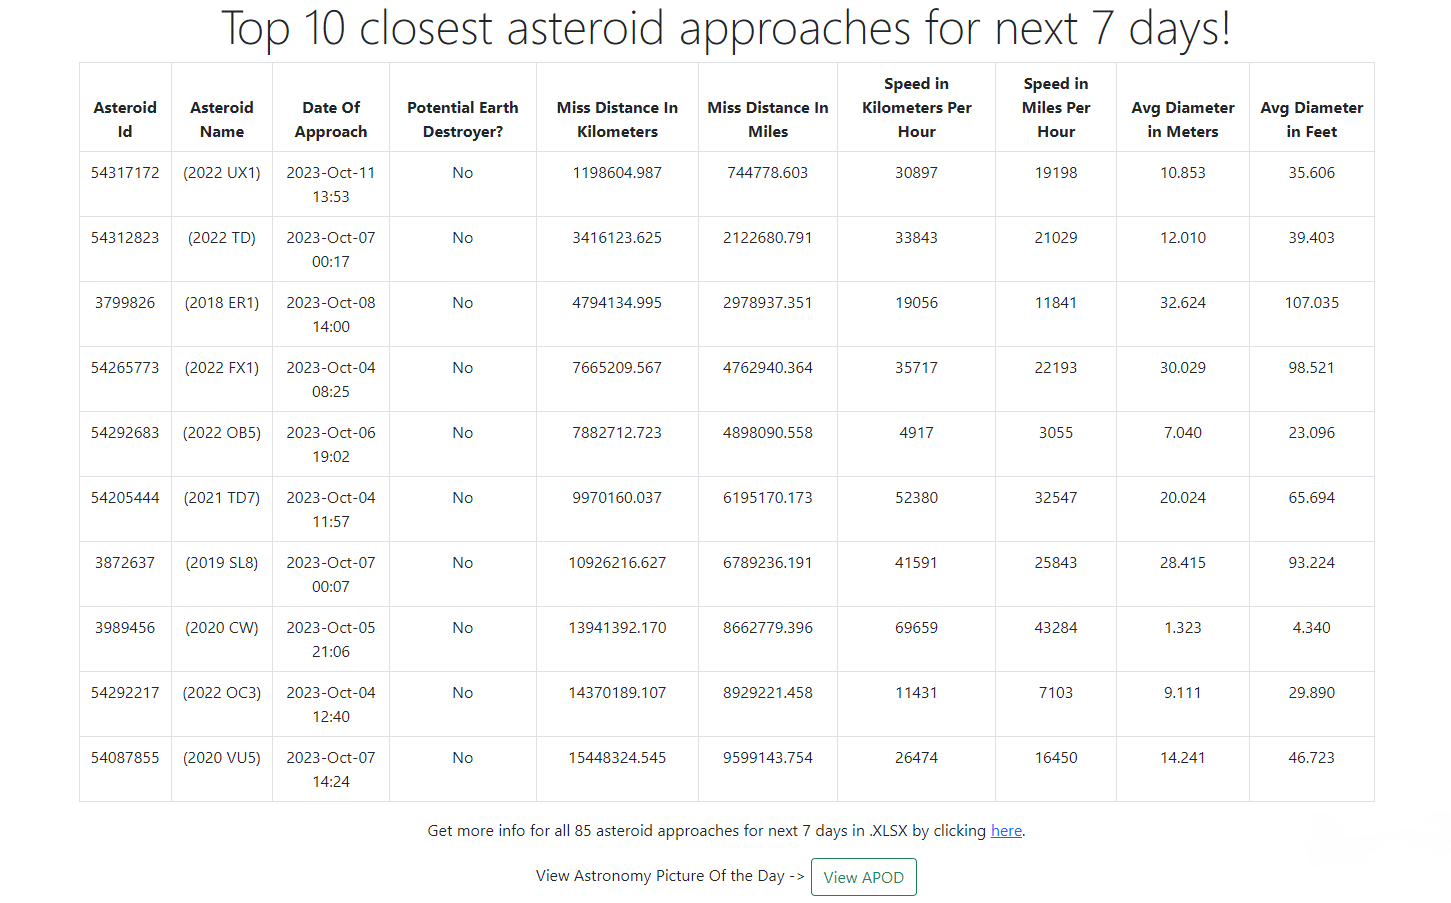 Top 10 closest asteroid approaches for next 7 days!
Asteroid Id Asteroid Name Date Of Approach Potential Earth Destroyer? Miss Distance In Kilometers Miss Distance In Miles Speed in Kilometers Per Hour Speed in Miles Per Hour Avg Diameter in Meters Avg Diameter in Feet
54317172 (2022 UX1) 2023-Oct-11 13:53 No 1198604.987 744778.603 30897 19198 10.853 35.606
54312823 (2022 TD) 2023-Oct-07 00:17 No 3416123.625 2122680.791 33843 21029 12.010 39.403
3799826 (2018 ER1) 2023-Oct-08 14:00 No 4794134.995 2978937.351 19056 11841 32.624 107.035
54265773 (2022 FX1) 2023-Oct-04 08:25 No 7665209.567 4762940.364 35717 22193 30.029 98.521
54292683 (2022 OB5) 2023-Oct-06 19:02 No 7882712.723 4898090.558 4917 3055 7.040 23.096
54205444 (2021 TD7) 2023-Oct-04 11:57 No 9970160.037 6195170.173 52380 32547 20.024 65.694
3872637 (2019 SL8) 2023-Oct-07 00:07 No 10926216.627 6789236.191 41591 25843 28.415 93.224
3989456 (2020 CW) 2023-Oct-05 21:06 No 13941392.170 8662779.396 69659 43284 1.323 4.340
54292217 (2022 OC3) 2023-Oct-04 12:40 No 14370189.107 8929221.458 11431 7103 9.111 29.890
54087855 (2020 VU5) 2023-Oct-07 14:24 No 15448324.545 9599143.754 26474 16450 14.241 46.723
Get more info for all 85 asteroid approaches for next 7 days in .XLSX by clicking here.
View Astronomy Picture Of the Day -> View APOD